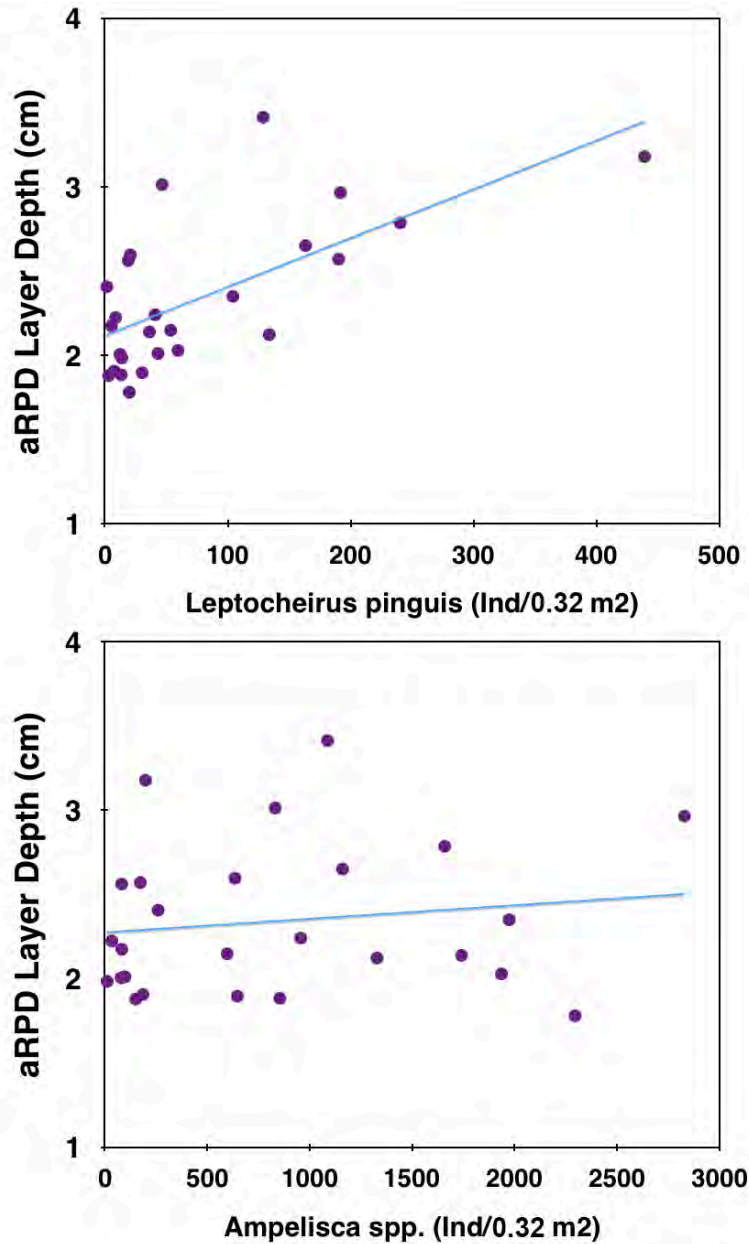 4
3
2
1
aRPD Layer Depth (cm)
0 100 200 300 400 500
Leptocheirus pinguis (Ind/0.32 m2)
4
3
2
1
aRPD Layer Depth (cm)
0 500 1000 1500 2000 2500 3000
Ampelisca spp. (Ind/0.32 m2)